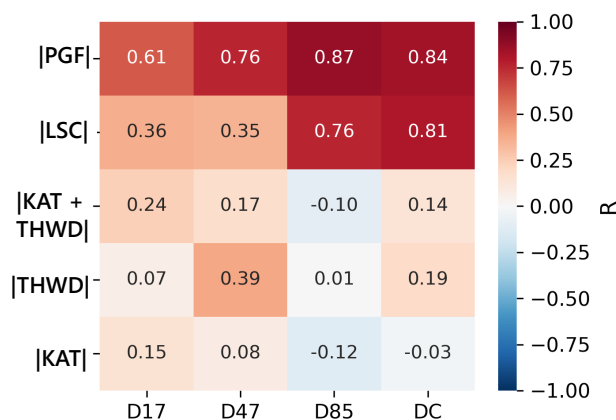 |PGF| 0.61 0.76 0.87 0.84
|LSC| 0.36 0.35 0.76 0.81
|KAT +
THWD| 0.24 0.17 -0.10 0.14
|THWD| 0.07 0.39 0.01 0.19
|KAT| 0.15 0.08 -0.12 -0.03
D17 D47 D85 DC
1.00
0.75
0.50
0.25
0.00
−0.25
−0.50
−0.75
−1.00
R